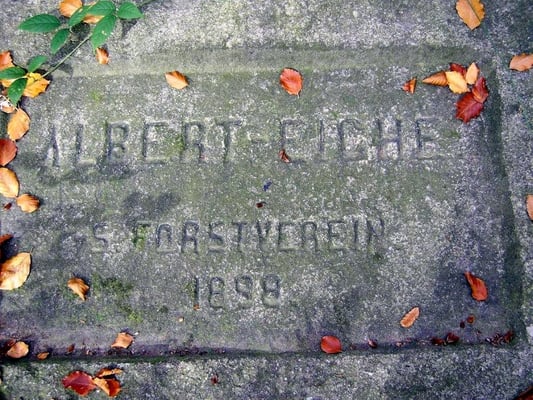 ALBERT-EICHE
S. FORSTVEREIN
1898.